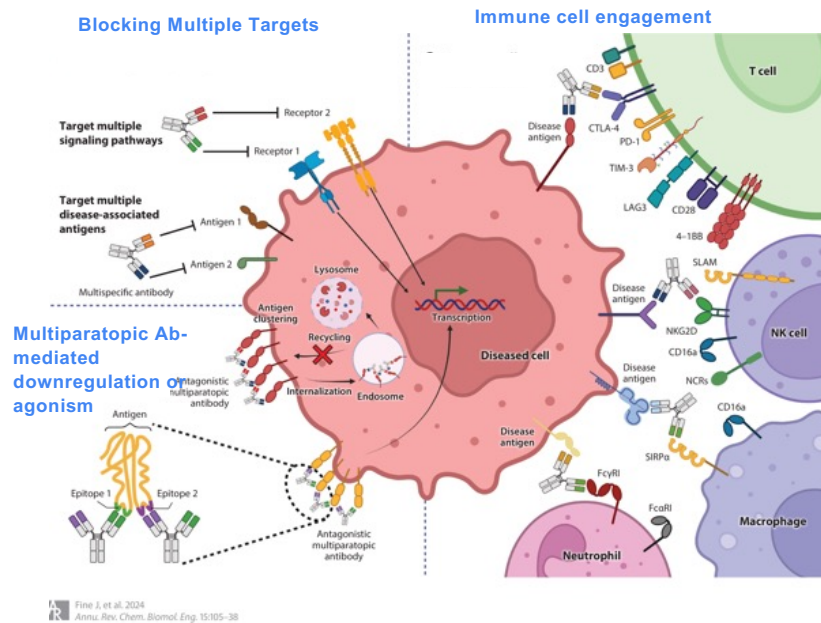 Blocking Multiple Targets
Immune cell engagement
Target multiple
signaling pathways
Receptor 2
Receptor 1
Target multiple
disease-associated
antigens
Antigen 1
Antigen 2
Multispecific antibody
Multiparatopic Ab-
mediated
downregulation or
agonism
Antigen
clustering
Lysosome
Recycling
Internalization
Endosome
Antagonistic
multiparatopic
antibody
Transcription
Diseased cell
Antigen
Epitope 1
Epitope 2
Antagonistic
multiparatopic
antibody
CD3
T cell
Disease
antigen
CTLA-4
PD-1
TIM-3
LAG3
CD28
4-1BB
SLAM
Disease
antigen
NKG2D
NK cell
CD16a
NCRs
Disease
antigen
CD16a
SIRPα
Macrophage
Disease
antigen
FcγRI
FcαRI
Neutrophil
AR
Fine J, et al. 2024
Annu. Rev. Chem. Biomol. Eng. 15:105–38